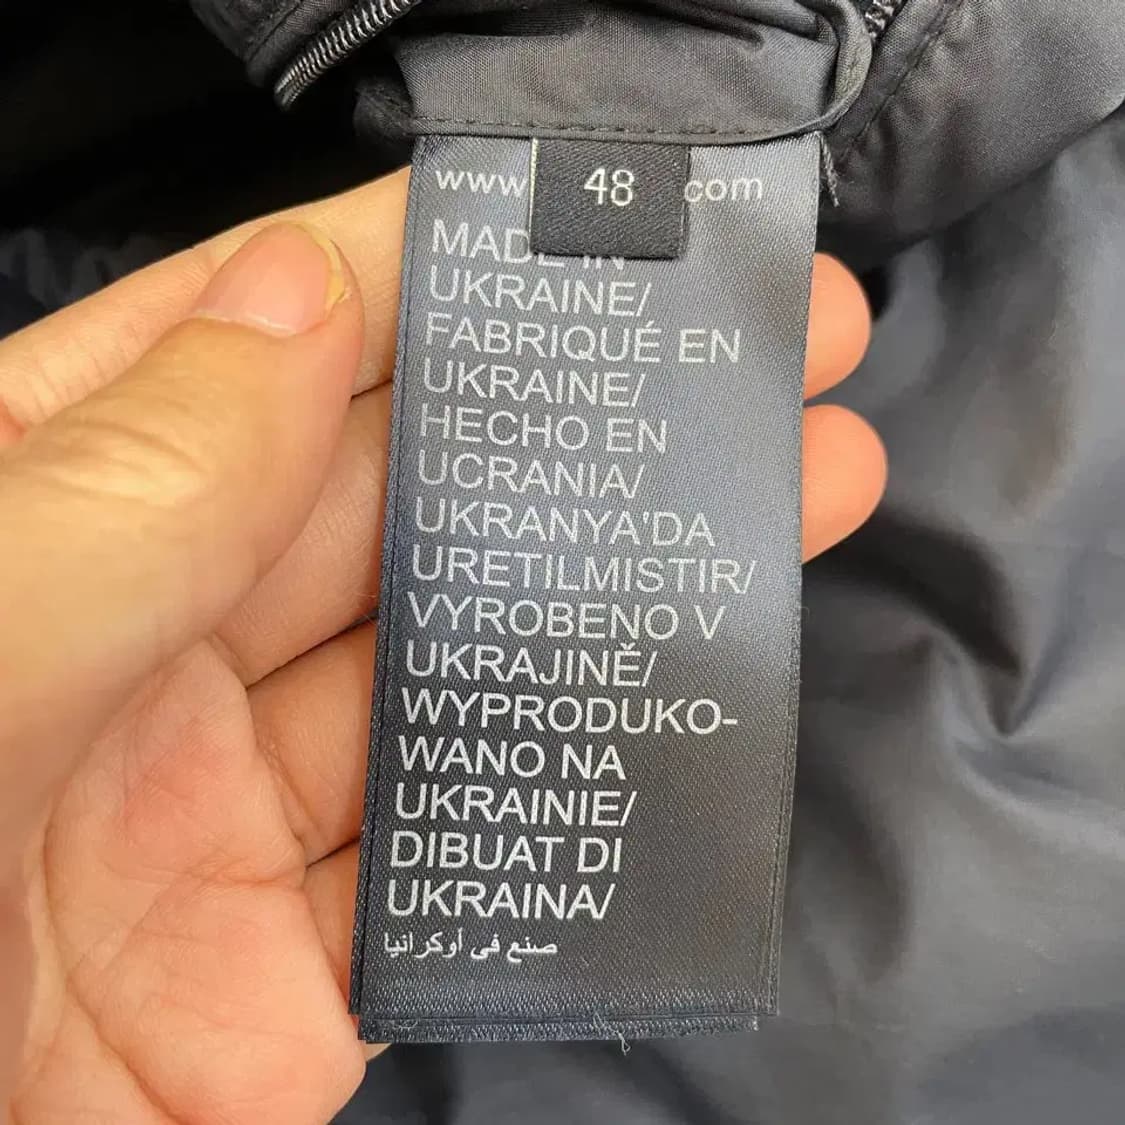 www
48
com
MADE IN
UKRAINE/
FABRIQUÉ EN
UKRAINE/
HECHO EN
UCRANIA/
UKRANYA'DA
URETILMISTIR/
VYROBENO V
UKRAJINĚ/
WYPRODUKO-
WANO NA
UKRAINIE/
DIBUAT DI
UKRAINA/
صنع في أوكرانيا